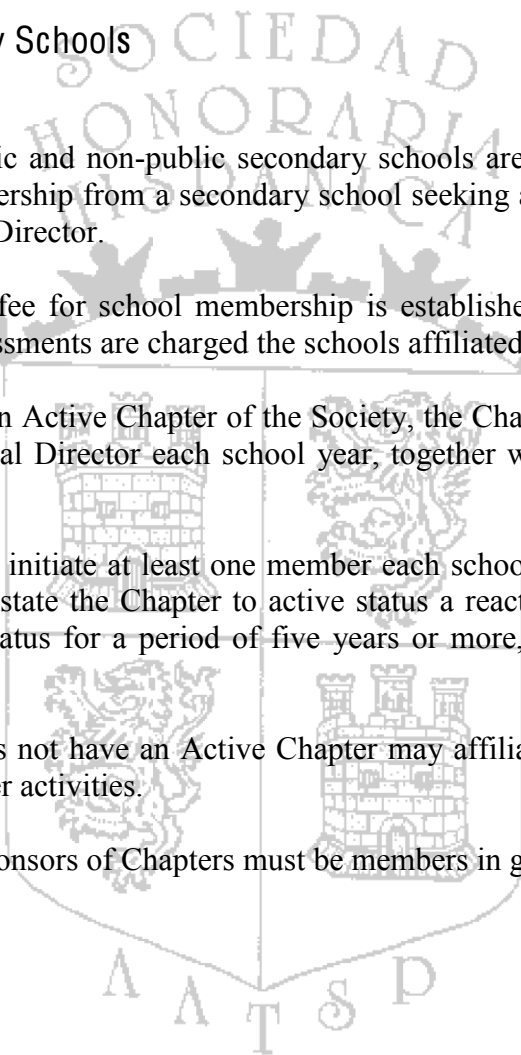 y Schools
SOCIEDAD
HONORARIA
HISPÁNICA
ic and non-public secondary schools are
ership from a secondary school seeking a
Director.
fee for school membership is establishe
ssments are charged the schools affiliated
n Active Chapter of the Society, the Cha
al Director each school year, together w
initiate at least one member each schoo
state the Chapter to active status a react
atus for a period of five years or more,
s not have an Active Chapter may affilia
er activities.
onsors of Chapters must be members in g
AATSP